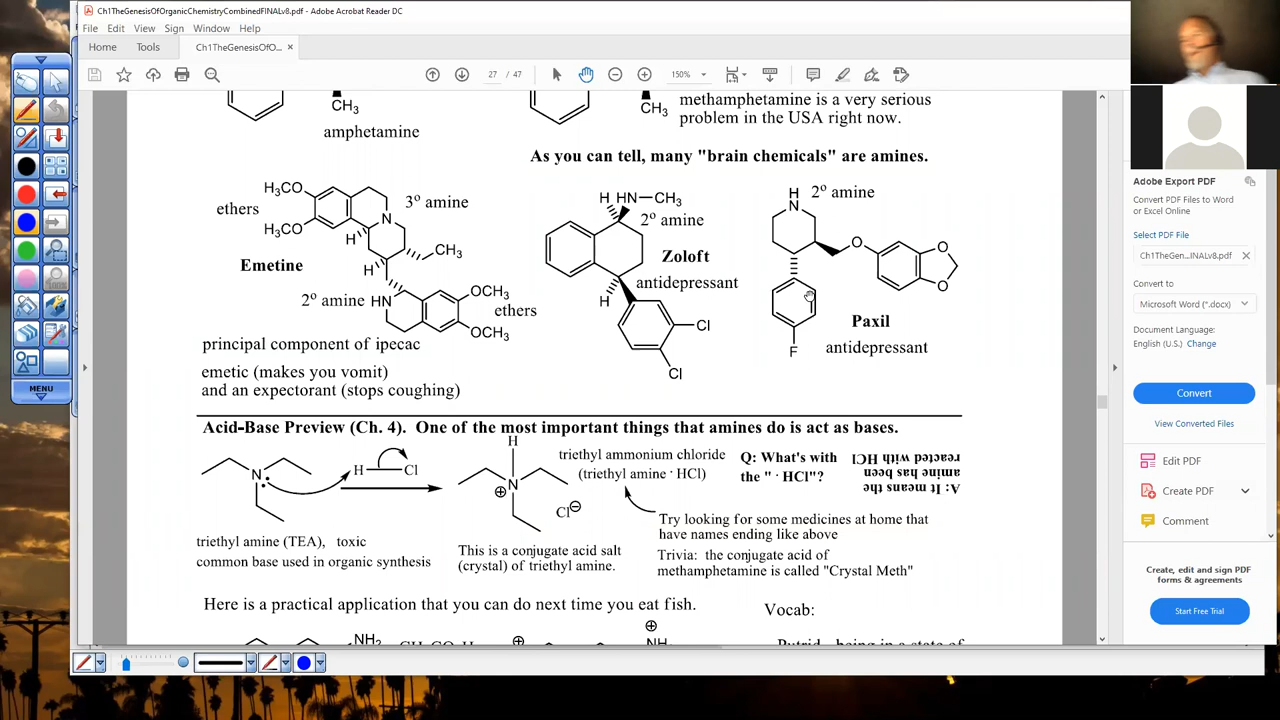 Ch1TheGenesisOfOrganicChemistryCombinedFINALv8.pdf - Adobe Acrobat Reader DC
File Edit View Sign Window Help
Home Tools Ch1TheGenesisOfO... ×
27 / 47 150%
CH₃
amphetamine
CH₃
methamphetamine is a very serious
problem in the USA right now.
As you can tell, many "brain chemicals" are amines.
ethers
H₃CO
H₃CO
N
3º amine
H
CH₃
H
Emetine
2º amine HN
OCH₃
OCH₃
ethers
principal component of ipecac
emetic (makes you vomit)
and an expectorant (stops coughing)
H HN CH₃
2º amine
Zoloft
antidepressant
H
Cl
Cl
H
N
2º amine
O
O
O
F
Paxil
antidepressant
Acid-Base Preview (Ch. 4). One of the most important things that amines do is act as bases.
N
H Cl
triethyl amine (TEA), toxic
common base used in organic synthesis
H
N
⊕
Cl⊖
This is a conjugate acid salt
(crystal) of triethyl amine.
triethyl ammonium chloride
(triethyl amine · HCl)
Q: What's with
the " · HCl"?
A: It means the
amine has been
reacted with HCl
Try looking for some medicines at home that
have names ending like above
Trivia: the conjugate acid of
methamphetamine is called "Crystal Meth"
Here is a practical application that you can do next time you eat fish.
Vocab:
NH₂
⊕
⊕
MENU
Adobe Export PDF
Convert PDF Files to Word
or Excel Online
Select PDF File
Ch1TheGen...INALv8.pdf ×
Convert to
Microsoft Word (*.docx)
Document Language:
English (U.S.) Change
Convert
View Converted Files
Edit PDF
Create PDF
Comment
Create, edit and sign PDF
forms & agreements
Start Free Trial